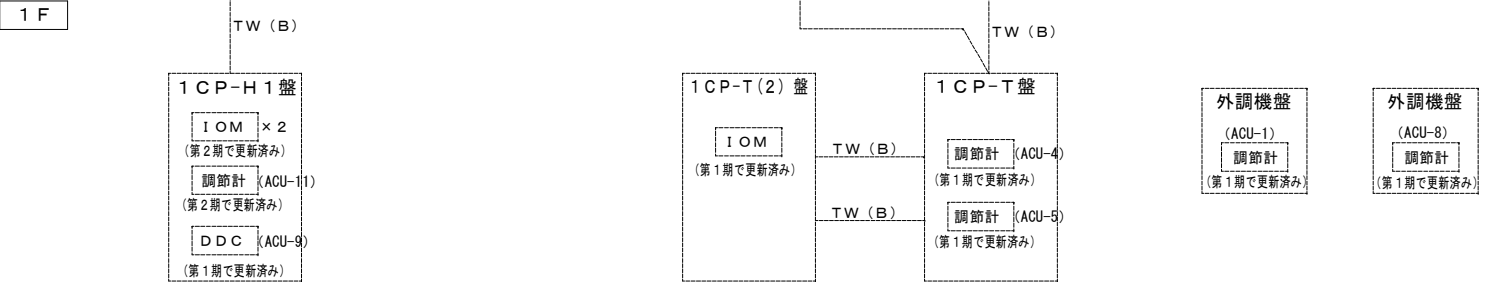 １Ｆ
ＴＷ（Ｂ）
ＴＷ（Ｂ）
１ＣＰ-Ｈ１盤
ＩＯＭ ×２
(第２期で更新済み)
調節計 (ACU-11)
(第２期で更新済み)
ＤＤＣ (ACU-9)
(第１期で更新済み)
１ＣＰ-Ｔ(２) 盤
ＩＯＭ
(第１期で更新済み)
ＴＷ（Ｂ）
ＴＷ（Ｂ）
１ＣＰ-Ｔ盤
調節計 (ACU-4)
(第１期で更新済み)
調節計 (ACU-5)
(第１期で更新済み)
外調機盤
(ACU-1)
調節計
(第１期で更新済み)
外調機盤
(ACU-8)
調節計
(第１期で更新済み)